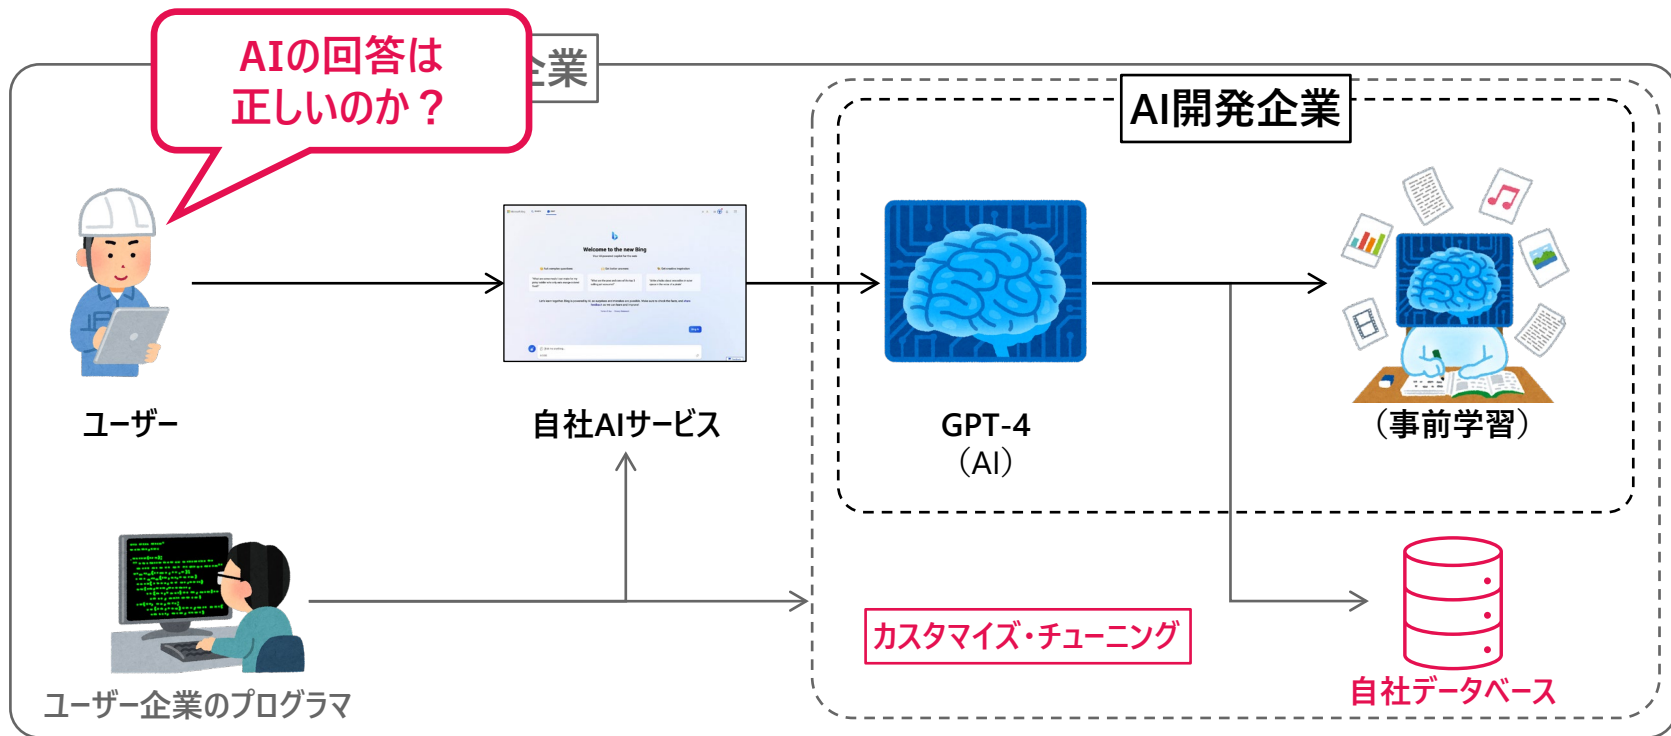 AIの回答は
正しいのか？
企業
AI開発企業
Welcome to the new Bing
ユーザー
自社AIサービス
GPT-4
（AI）
（事前学習）
カスタマイズ・チューニング
ユーザー企業のプログラマ
自社データベース